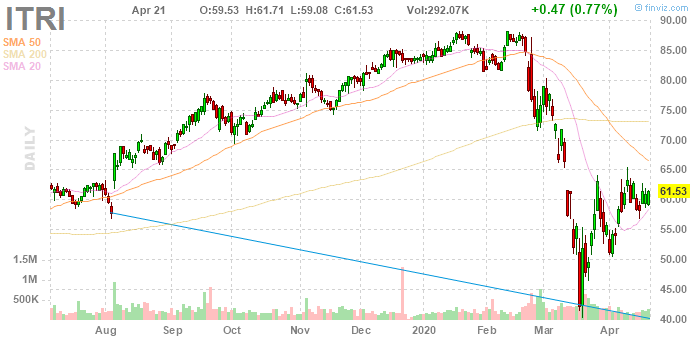 ITRI
Apr 21 O:59.53 H:61.71 L:59.08 C:61.53 Vol:292.07K +0.47 (0.77%)
© finviz.com
SMA 50
SMA 200
SMA 20
DAILY
90.00
85.00
80.00
75.00
70.00
65.00
61.53
60.00
55.00
50.00
45.00
40.00
1.5M
1M
500K
Aug Sep Oct Nov Dec 2020 Feb Mar Apr